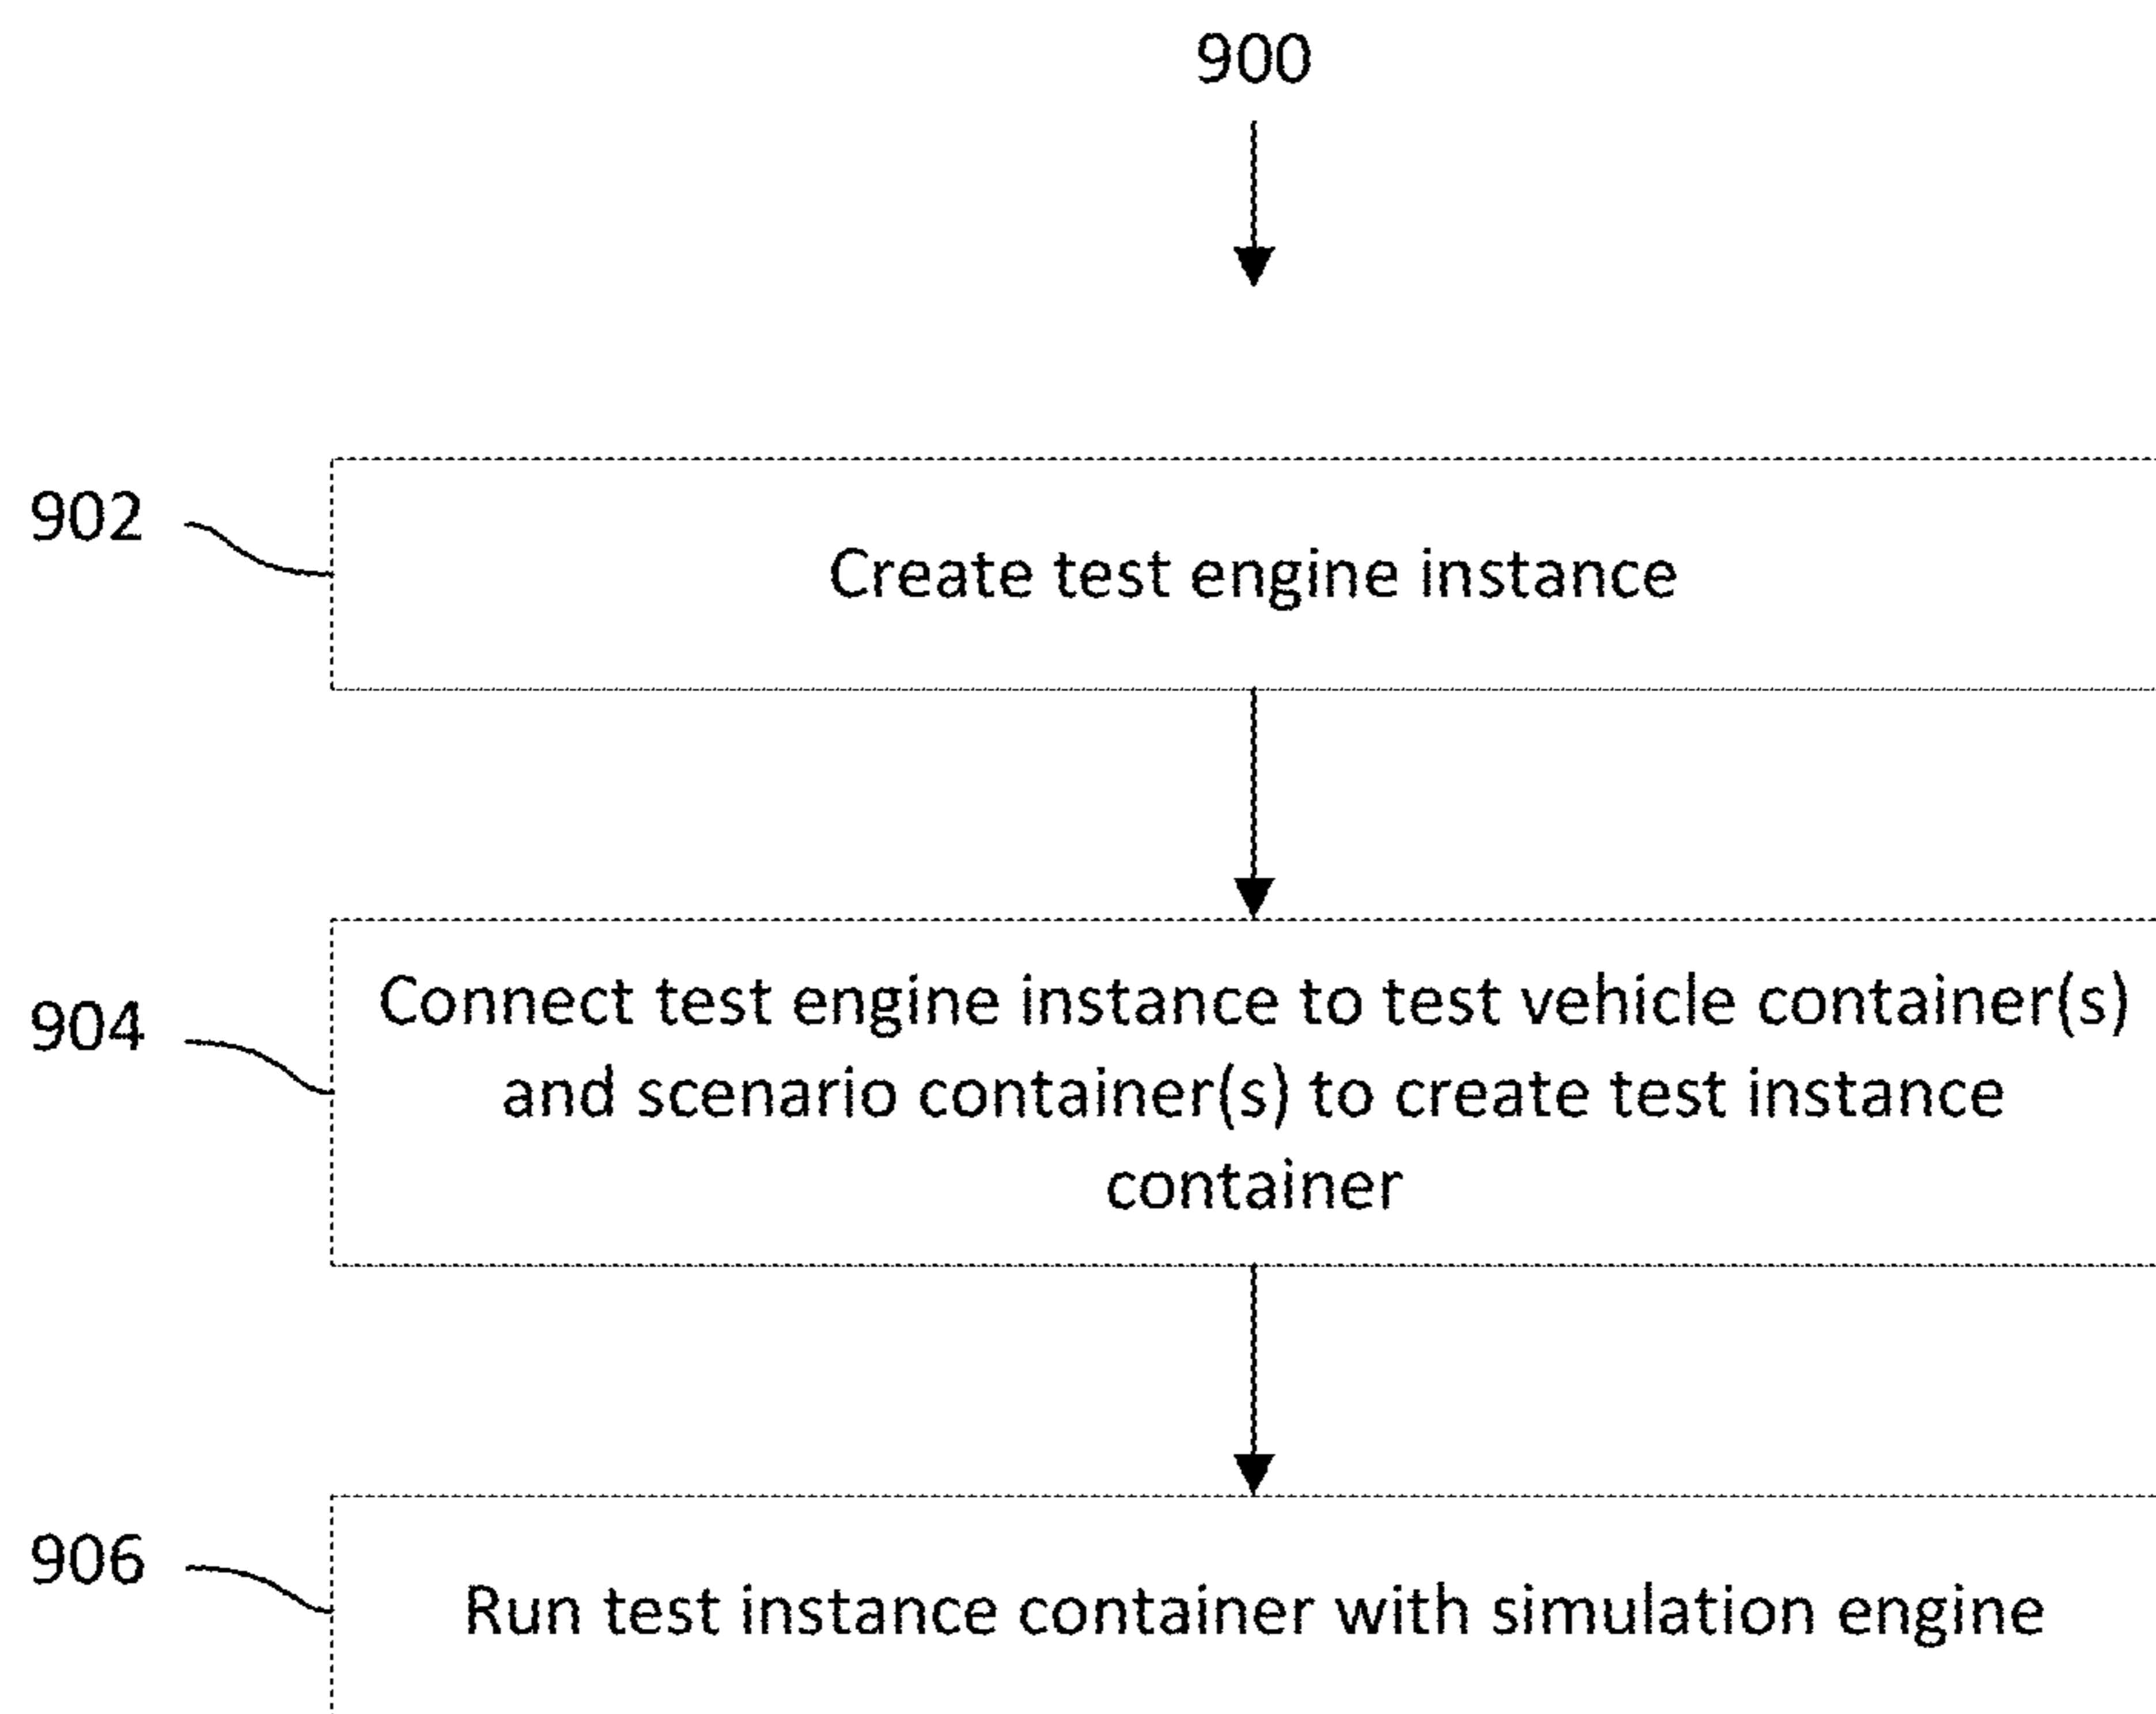 900
902
Create test engine instance
904
Connect test engine instance to test vehicle container(s)
and scenario container(s) to create test instance
container
906
Run test instance container with simulation engine